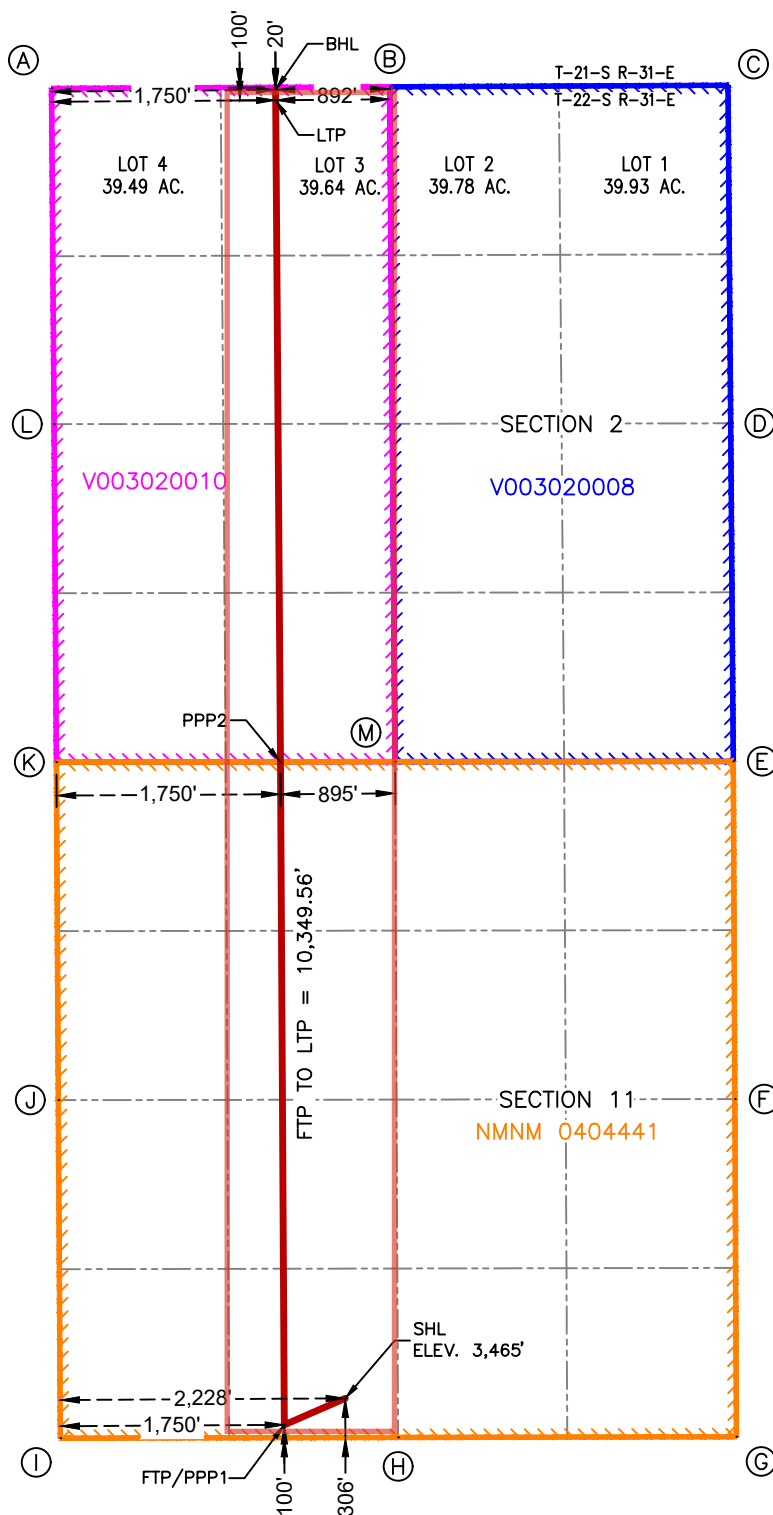 100'
20'
BHL
A
B
C
T-21-S R-31-E
T-22-S R-31-E
1,750'
892'
LTP
LOT 4
39.49 AC.
LOT 3
39.64 AC.
LOT 2
39.78 AC.
LOT 1
39.93 AC.
L
SECTION 2
D
V003020010
V003020008
PPP2
M
K
E
1,750'
895'
FTP TO LTP = 10,349.56'
J
SECTION 11
F
NMNM 0404441
SHL
ELEV. 3,465'
2,228'
1,750'
I
H
G
FTP/PPP1
100'
306'